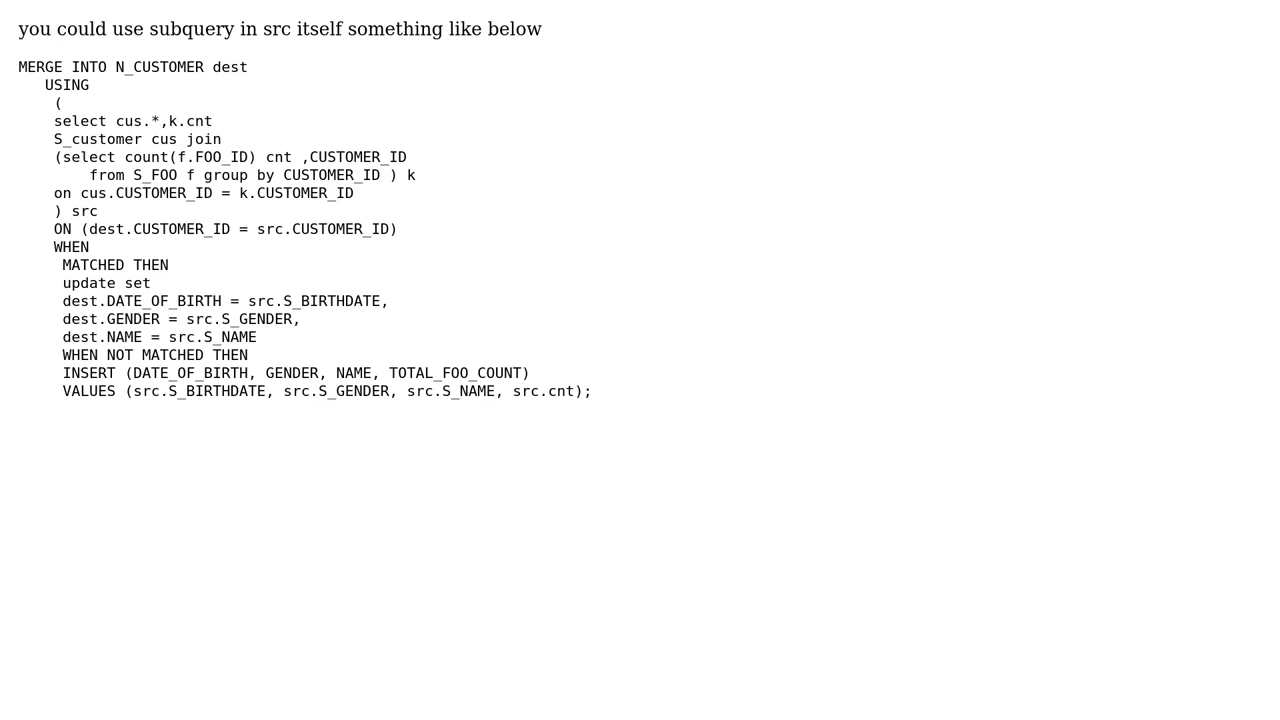 you could use subquery in src itself something like below
MERGE INTO N_CUSTOMER dest
   USING
    (
    select cus.*,k.cnt
    S_customer cus join
    (select count(f.FOO_ID) cnt ,CUSTOMER_ID
        from S_FOO f group by CUSTOMER_ID ) k
    on cus.CUSTOMER_ID = k.CUSTOMER_ID
    ) src
    ON (dest.CUSTOMER_ID = src.CUSTOMER_ID)
    WHEN
     MATCHED THEN
     update set
     dest.DATE_OF_BIRTH = src.S_BIRTHDATE,
     dest.GENDER = src.S_GENDER,
     dest.NAME = src.S_NAME
     WHEN NOT MATCHED THEN
     INSERT (DATE_OF_BIRTH, GENDER, NAME, TOTAL_FOO_COUNT)
     VALUES (src.S_BIRTHDATE, src.S_GENDER, src.S_NAME, src.cnt);